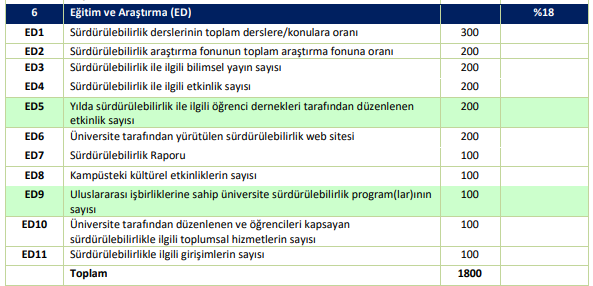 6 Eğitim ve Araştırma (ED) %18
ED1 Sürdürülebilirlik derslerinin toplam derslere/konulara oranı 300
ED2 Sürdürülebilirlik araştırma fonunun toplam araştırma fonuna oranı 200
ED3 Sürdürülebilirlik ile ilgili bilimsel yayın sayısı 200
ED4 Sürdürülebilirlik ile ilgili etkinlik sayısı 200
ED5 Yılda sürdürülebilirlik ile ilgili öğrenci dernekleri tarafından düzenlenen 200
etkinlik sayısı
ED6 Üniversite tarafından yürütülen sürdürülebilirlik web sitesi 200
ED7 Sürdürülebilirlik Raporu 100
ED8 Kampüsteki kültürel etkinliklerin sayısı 100
ED9 Uluslararası işbirliklerine sahip üniversite sürdürülebilirlik program(lar)ının 100
sayısı
ED10 Üniversite tarafından düzenlenen ve öğrencileri kapsayan 100
sürdürülebilirlikle ilgili toplumsal hizmetlerin sayısı
ED11 Sürdürülebilirlikle ilgili girişimlerin sayısı 100
Toplam 1800